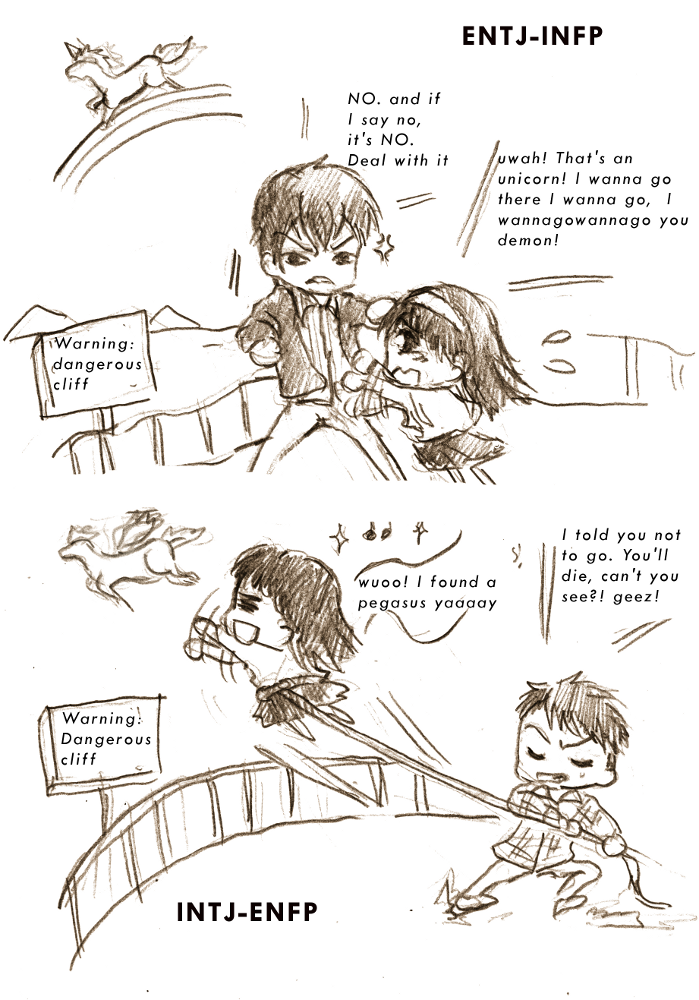 ENTJ-INFP
NO. and if
I say no,
it's NO.
Deal with it
uwah! That's an
unicorn! I wanna go
there I wanna go, I
wannagowannago you
demon!
Warning:
dangerous
cliff
wuoo! I found a
pegasus yaaaay
I told you not
to go. You'll
die, can't you
see?! geez!
Warning:
Dangerous
cliff
INTJ-ENFP